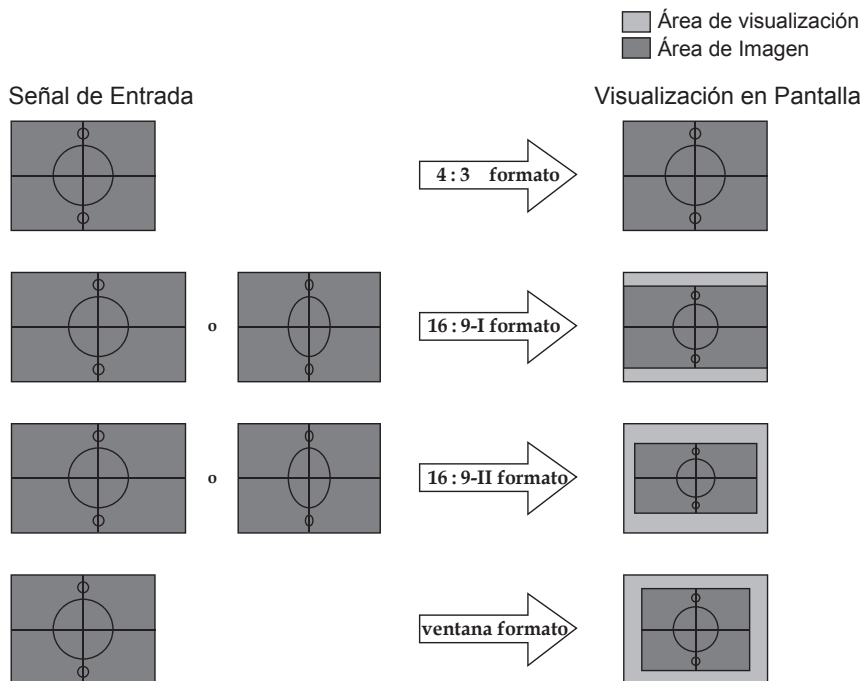 Área de visualización
Área de Imagen
Señal de Entrada
Visualización en Pantalla
4 : 3 formato
o
16 : 9-I formato
o
16 : 9-II formato
ventana formato